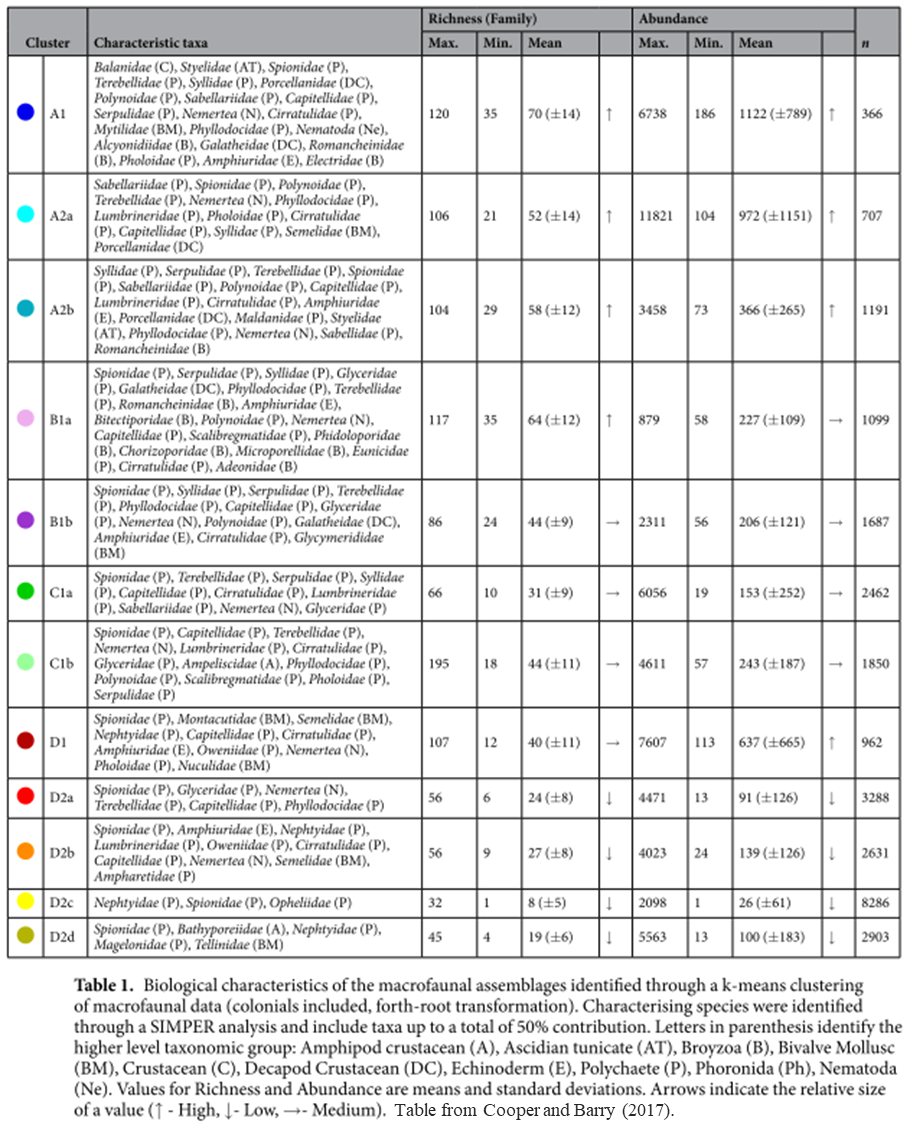 Richness (Family) Abundance
Cluster Characteristic taxa Max. Min. Mean Max. Min. Mean n
Balanidae (C), Styelidae (AT), Spionidae (P),
Terebellidae (P), Syllidae (P), Porcellanidae (DC),
Polynoidae (P), Sabellariidae (P), Capitellidae (P),
Serpulidae (P), Nemertea (N), Cirratulidae (P),
A1 Mytilidae (BM), Phyllodocidae (P), Nematoda (Ne), 120 35 70 (±14) ↑ 6738 186 1122 (±789) ↑ 366
Alcyonidiidae (B), Galatheidae (DC), Romancheinidae
(B), Pholoidae (P), Amphiuridae (E), Electridae (B)
Sabellariidae (P), Spionidae (P), Polynoidae (P),
Terebellidae (P), Nemertea (N), Phyllodocidae (P),
A2a Lumbrineridae (P), Pholoidae (P), Cirratulidae 106 21 52 (±14) ↑ 11821 104 972 (±1151) ↑ 707
(P), Capitellidae (P), Syllidae (P), Semelidae (BM),
Porcellanidae (DC)
Syllidae (P), Serpulidae (P), Terebellidae (P), Spionidae
(P), Sabellariidae (P), Polynoidae (P), Capitellidae (P),
Lumbrineridae (P), Cirratulidae (P), Amphiuridae
A2b (E), Porcellanidae (DC), Maldanidae (P), Styelidae 104 29 58 (±12) ↑ 3458 73 366 (±265) ↑ 1191
(AT), Phyllodocidae (P), Nemertea (N), Sabellidae (P),
Romancheinidae (B)
Spionidae (P), Serpulidae (P), Syllidae (P), Glyceridae
(P), Galatheidae (DC), Phyllodocidae (P), Terebellidae
(P), Romancheinidae (B), Amphiuridae (E),
B1a Bitectiporidae (B), Polynoidae (P), Nemertea (N), 117 35 64 (±12) ↑ 879 58 227 (±109) → 1099
Capitellidae (P), Scalibregmatidae (P), Phidoloporidae
(B), Chorizoporidae (B), Microporellidae (B), Eunicidae
(P), Cirratulidae (P), Adeonidae (B)
Spionidae (P), Syllidae (P), Serpulidae (P), Terebellidae
(P), Phyllodocidae (P), Capitellidae (P), Glyceridae
B1b (P), Nemertea (N), Polynoidae (P), Galatheidae (DC), 86 24 44 (±9) → 2311 56 206 (±121) → 1687
Amphiuridae (E), Cirratulidae (P), Glycymerididae
(BM)
Spionidae (P), Terebellidae (P), Serpulidae (P), Syllidae
C1a (P), Capitellidae (P), Cirratulidae (P), Lumbrineridae 66 10 31 (±9) → 6056 19 153 (±252) → 2462
(P), Sabellariidae (P), Nemertea (N), Glyceridae (P)
Spionidae (P), Capitellidae (P), Terebellidae (P),
Nemertea (N), Lumbrineridae (P), Cirratulidae (P),
C1b Glyceridae (P), Ampeliscidae (A), Phyllodocidae (P), 195 18 44 (±11) → 4611 57 243 (±187) → 1850
Polynoidae (P), Scalibregmatidae (P), Pholoidae (P),
Serpulidae (P)
Spionidae (P), Montacutidae (BM), Semelidae (BM),
Nephtyidae (P), Capitellidae (P), Cirratulidae (P),
D1 Amphiuridae (E), Oweniidae (P), Nemertea (N), 107 12 40 (±11) → 7607 113 637 (±665) ↑ 962
Pholoidae (P), Nuculidae (BM)
D2a Spionidae (P), Glyceridae (P), Nemertea (N), 56 6 24 (±8) ↓ 4471 13 91 (±126) ↓ 3288
Terebellidae (P), Capitellidae (P), Phyllodocidae (P)
Spionidae (P), Amphiuridae (E), Nephtyidae (P),
D2b Lumbrineridae (P), Oweniidae (P), Cirratulidae (P), 56 9 27 (±8) ↓ 4023 24 139 (±126) ↓ 2631
Capitellidae (P), Nemertea (N), Semelidae (BM),
Ampharetidae (P)
D2c Nephtyidae (P), Spionidae (P), Opheliidae (P) 32 1 8 (±5) ↓ 2098 1 26 (±61) ↓ 8286
D2d Spionidae (P), Bathyporeiidae (A), Nephtyidae (P), 45 4 19 (±6) ↓ 5563 13 100 (±183) ↓ 2903
Magelonidae (P), Tellinidae (BM)
Table 1. Biological characteristics of the macrofaunal assemblages identified through a k-means clustering
of macrofaunal data (colonials included, forth-root transformation). Characterising species were identified
through a SIMPER analysis and include taxa up to a total of 50% contribution. Letters in parenthesis identify the
higher level taxonomic group: Amphipod crustacean (A), Ascidian tunicate (AT), Broyzoa (B), Bivalve Mollusc
(BM), Crustacean (C), Decapod Crustacean (DC), Echinoderm (E), Polychaete (P), Phoronida (Ph), Nematoda
(Ne). Values for Richness and Abundance are means and standard deviations. Arrows indicate the relative size
of a value (↑ - High, ↓- Low, →- Medium). Table from Cooper and Barry (2017).